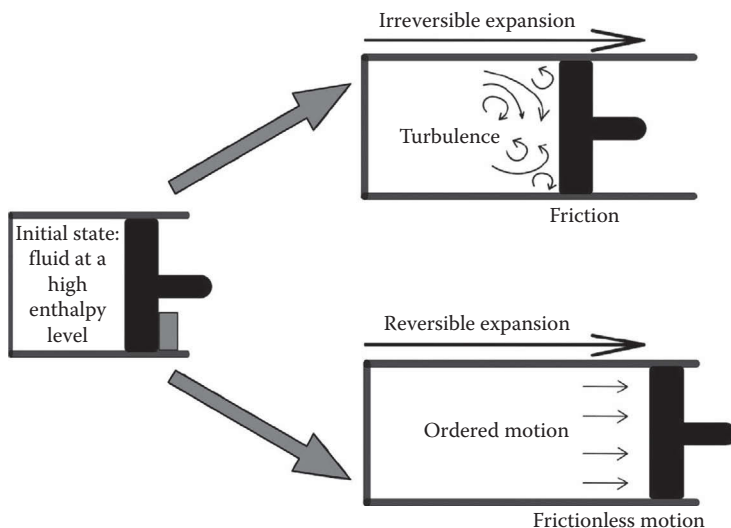 Irreversible expansion
Turbulence
Friction
Initial state:
fluid at a
high
enthalpy
level
Reversible expansion
Ordered motion
Frictionless motion